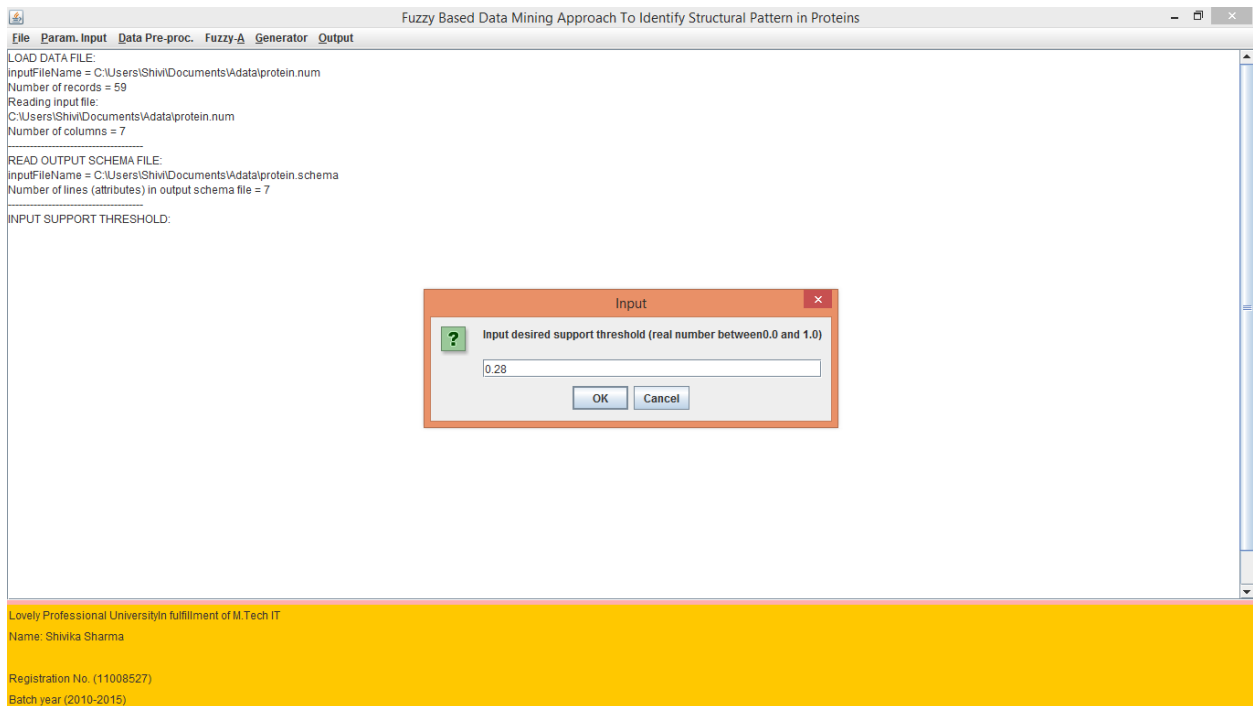 Fuzzy Based Data Mining Approach To Identify Structural Pattern in Proteins
File Param. Input Data Pre-proc. Fuzzy-A Generator Output
LOAD DATA FILE:
inputFileName = C:\Users\Shivi\Documents\Adata\protein.num
Number of records = 59
Reading input file:
C:\Users\Shivi\Documents\Adata\protein.num
Number of columns = 7
-------------------------------------
READ OUTPUT SCHEMA FILE:
inputFileName = C:\Users\Shivi\Documents\Adata\protein.schema
Number of lines (attributes) in output schema file = 7
-------------------------------------
INPUT SUPPORT THRESHOLD:
Input
Input desired support threshold (real number between0.0 and 1.0)
0.28
OK Cancel
Lovely Professional UniversityIn fulfillment of M.Tech IT
Name: Shivika Sharma
Registration No. (11008527)
Batch year (2010-2015)